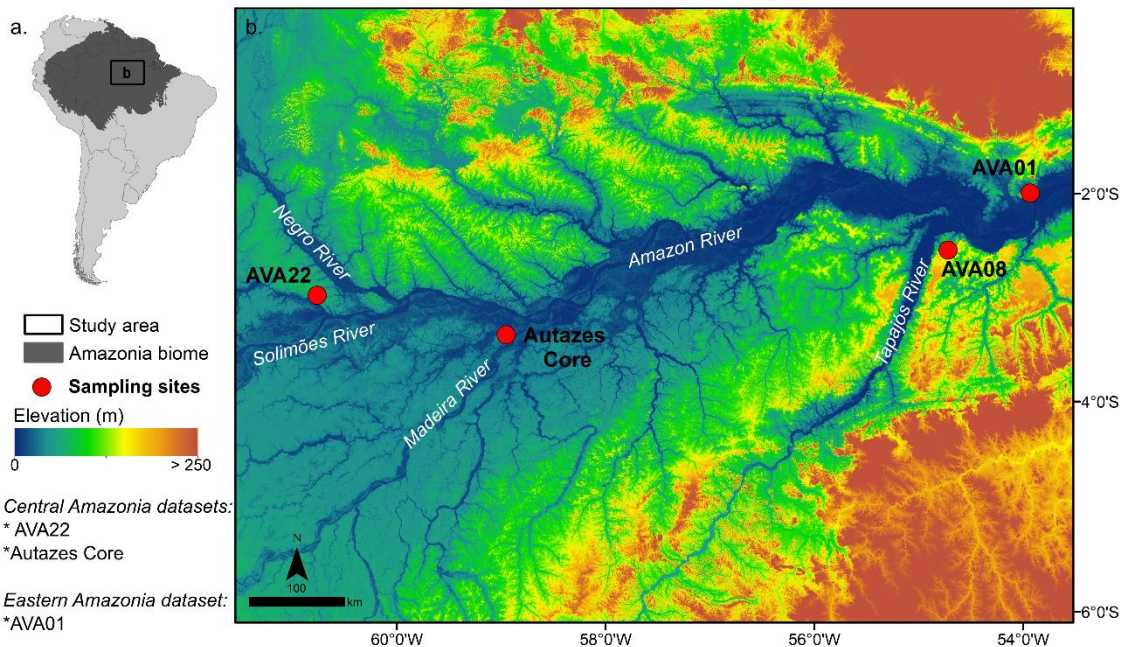 a.
b
Study area
Amazonia biome
Sampling sites
Elevation (m)
0
> 250
Central Amazonia datasets:
* AVA22
*Autazes Core
Eastern Amazonia dataset:
*AVA01
b.
Negro River
AVA22
Solimões River
Madeira River
Autazes
Core
Amazon River
Tapajós River
AVA01
AVA08
N
100
km
2°0'S
4°0'S
6°0'S
60°0'W
58°0'W
56°0'W
54°0'W